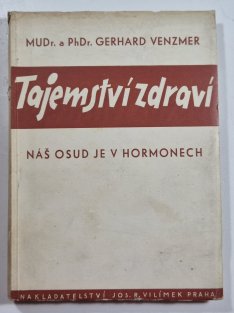 MUDr. a PhDr. GERHARD VENZMER
Tajemství zdraví
NÁŠ OSUD JE V HORMONECH
NAKLADATELSTVÍ JOS. R. VILÍMEK PRAHA